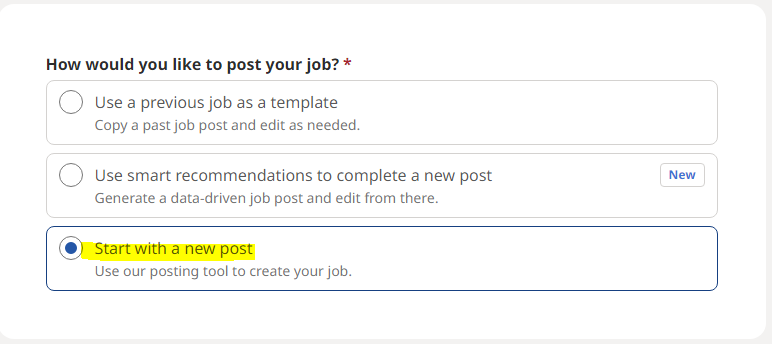 How would you like to post your job? *
Use a previous job as a template
Copy a past job post and edit as needed.
Use smart recommendations to complete a new post
New
Generate a data-driven job post and edit from there.
Start with a new post
Use our posting tool to create your job.